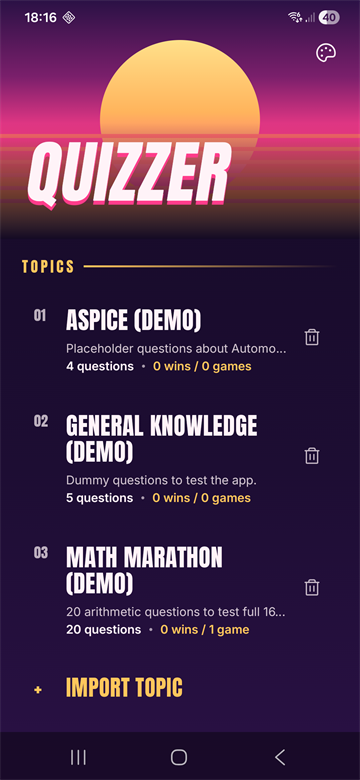 18:16
40
QUIZZER
TOPICS
01
ASPICE (DEMO)
Placeholder questions about Automo...
4 questions • 0 wins / 0 games
02
GENERAL KNOWLEDGE
(DEMO)
Dummy questions to test the app.
5 questions • 0 wins / 0 games
03
MATH MARATHON
(DEMO)
20 arithmetic questions to test full 16...
20 questions • 0 wins / 1 game
+ IMPORT TOPIC